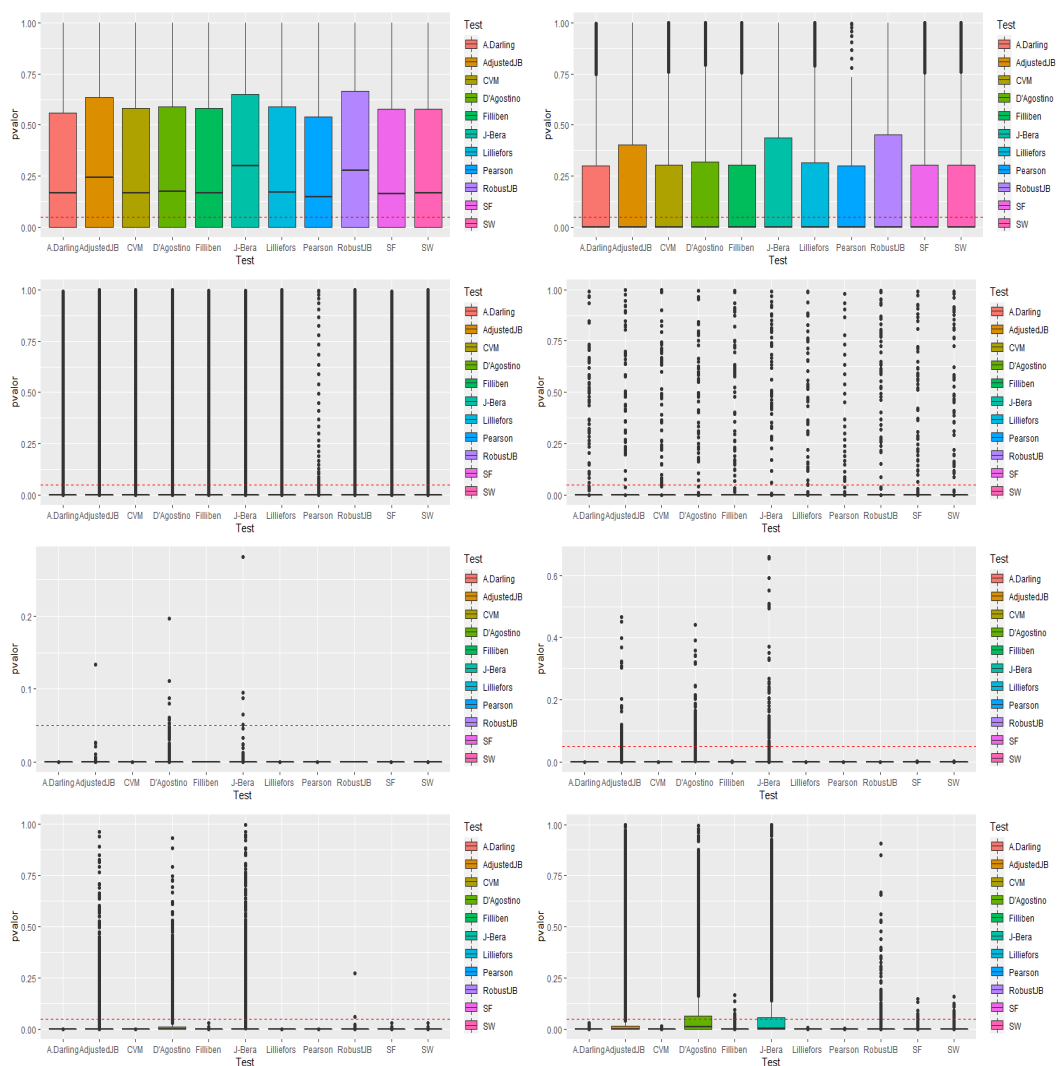 1.00
0.75
0.50
0.25
0.00
pvalor
A.Darling AdjustedJB CVM D'Agostino Filliben J-Bera Lilliefors Pearson RobustJB SF SW
Test
Test
A.Darling
AdjustedJB
CVM
D'Agostino
Filliben
J-Bera
Lilliefors
Pearson
RobustJB
SF
SW
1.00
0.75
0.50
0.25
0.00
pvalor
A.Darling AdjustedJB CVM D'Agostino Filliben J-Bera Lilliefors Pearson RobustJB SF SW
Test
Test
A.Darling
AdjustedJB
CVM
D'Agostino
Filliben
J-Bera
Lilliefors
Pearson
RobustJB
SF
SW
1.00
0.75
0.50
0.25
0.00
pvalor
A.Darling AdjustedJB CVM D'Agostino Filliben J-Bera Lilliefors Pearson RobustJB SF SW
Test
Test
A.Darling
AdjustedJB
CVM
D'Agostino
Filliben
J-Bera
Lilliefors
Pearson
RobustJB
SF
SW
1.00
0.75
0.50
0.25
0.00
pvalor
A.Darling AdjustedJB CVM D'Agostino Filliben J-Bera Lilliefors Pearson RobustJB SF SW
Test
Test
A.Darling
AdjustedJB
CVM
D'Agostino
Filliben
J-Bera
Lilliefors
Pearson
RobustJB
SF
SW
0.2
0.1
0.0
pvalor
A.Darling AdjustedJB CVM D'Agostino Filliben J-Bera Lilliefors Pearson RobustJB SF SW
Test
Test
A.Darling
AdjustedJB
CVM
D'Agostino
Filliben
J-Bera
Lilliefors
Pearson
RobustJB
SF
SW
0.6
0.4
0.2
0.0
pvalor
A.Darling AdjustedJB CVM D'Agostino Filliben J-Bera Lilliefors Pearson RobustJB SF SW
Test
Test
A.Darling
AdjustedJB
CVM
D'Agostino
Filliben
J-Bera
Lilliefors
Pearson
RobustJB
SF
SW
1.00
0.75
0.50
0.25
0.00
pvalor
A.Darling AdjustedJB CVM D'Agostino Filliben J-Bera Lilliefors Pearson RobustJB SF SW
Test
Test
A.Darling
AdjustedJB
CVM
D'Agostino
Filliben
J-Bera
Lilliefors
Pearson
RobustJB
SF
SW
1.00
0.75
0.50
0.25
0.00
pvalor
A.Darling AdjustedJB CVM D'Agostino Filliben J-Bera Lilliefors Pearson RobustJB SF SW
Test
Test
A.Darling
AdjustedJB
CVM
D'Agostino
Filliben
J-Bera
Lilliefors
Pearson
RobustJB
SF
SW